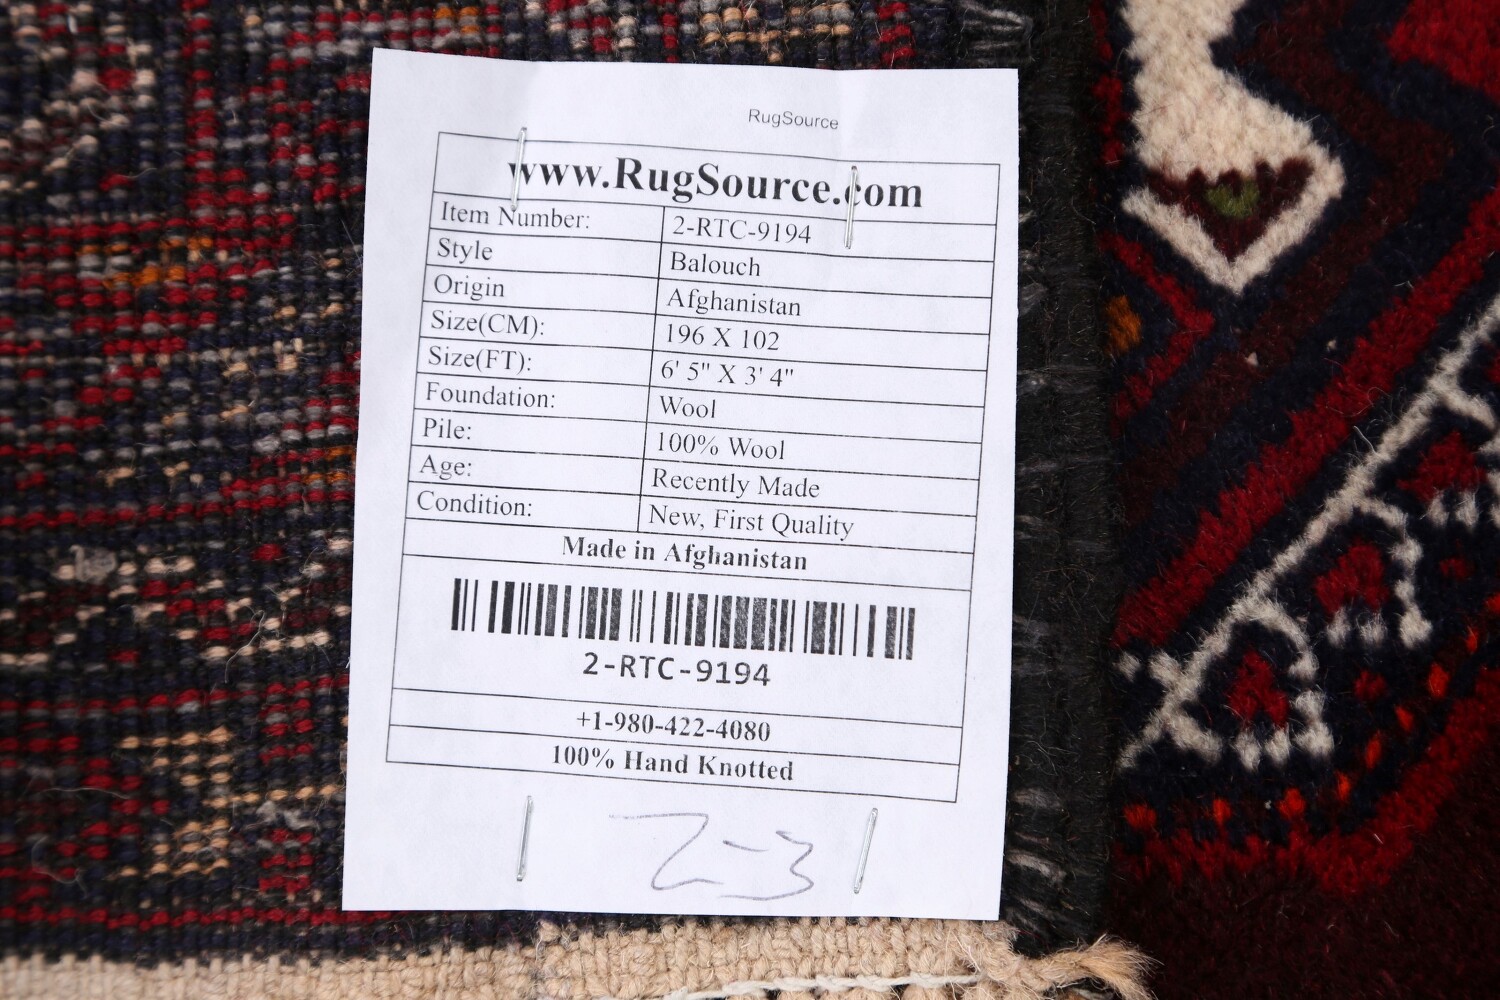 RugSource
www.RugSource.com
Item Number: 2-RTC-9194
Style Balouch
Origin Afghanistan
Size(CM): 196 X 102
Size(FT): 6' 5" X 3' 4"
Foundation: Wool
Pile: 100% Wool
Age: Recently Made
Condition: New, First Quality
Made in Afghanistan
2-RTC-9194
+1-980-422-4080
100% Hand Knotted
2-3